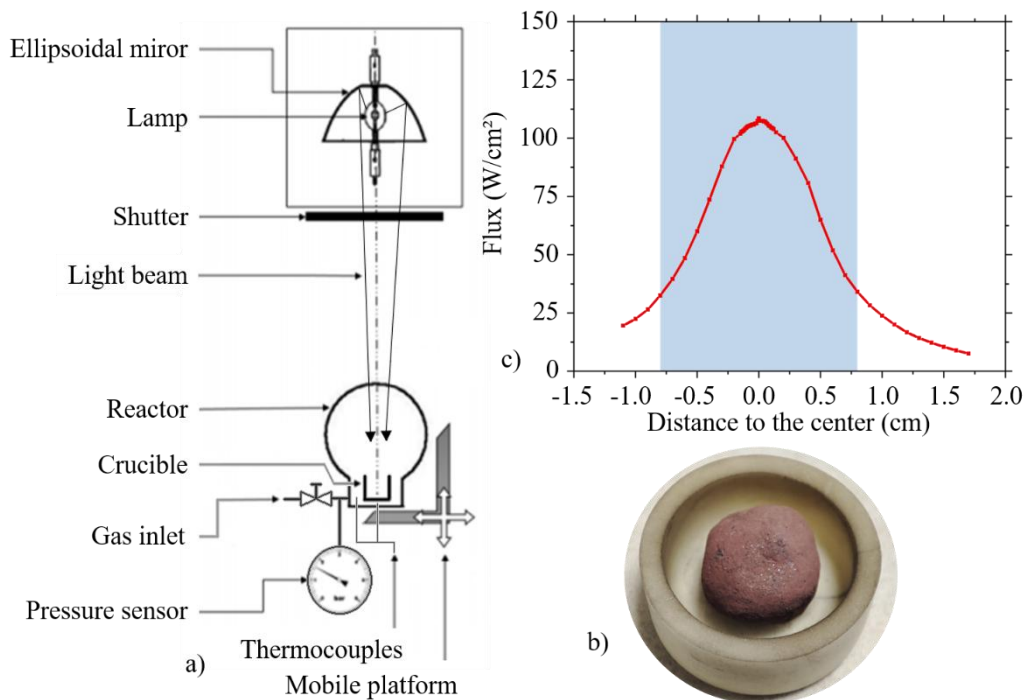 Ellipsoidal miror
Lamp
Shutter
Light beam
Reactor
Crucible
Gas inlet
Pressure sensor
bar
Thermocouples
a)
Mobile platform
150
125
100
75
50
25
0
Flux (W/cm²)
c)
-1.5 -1.0 -0.5 0.0 0.5 1.0 1.5 2.0
Distance to the center (cm)
b)